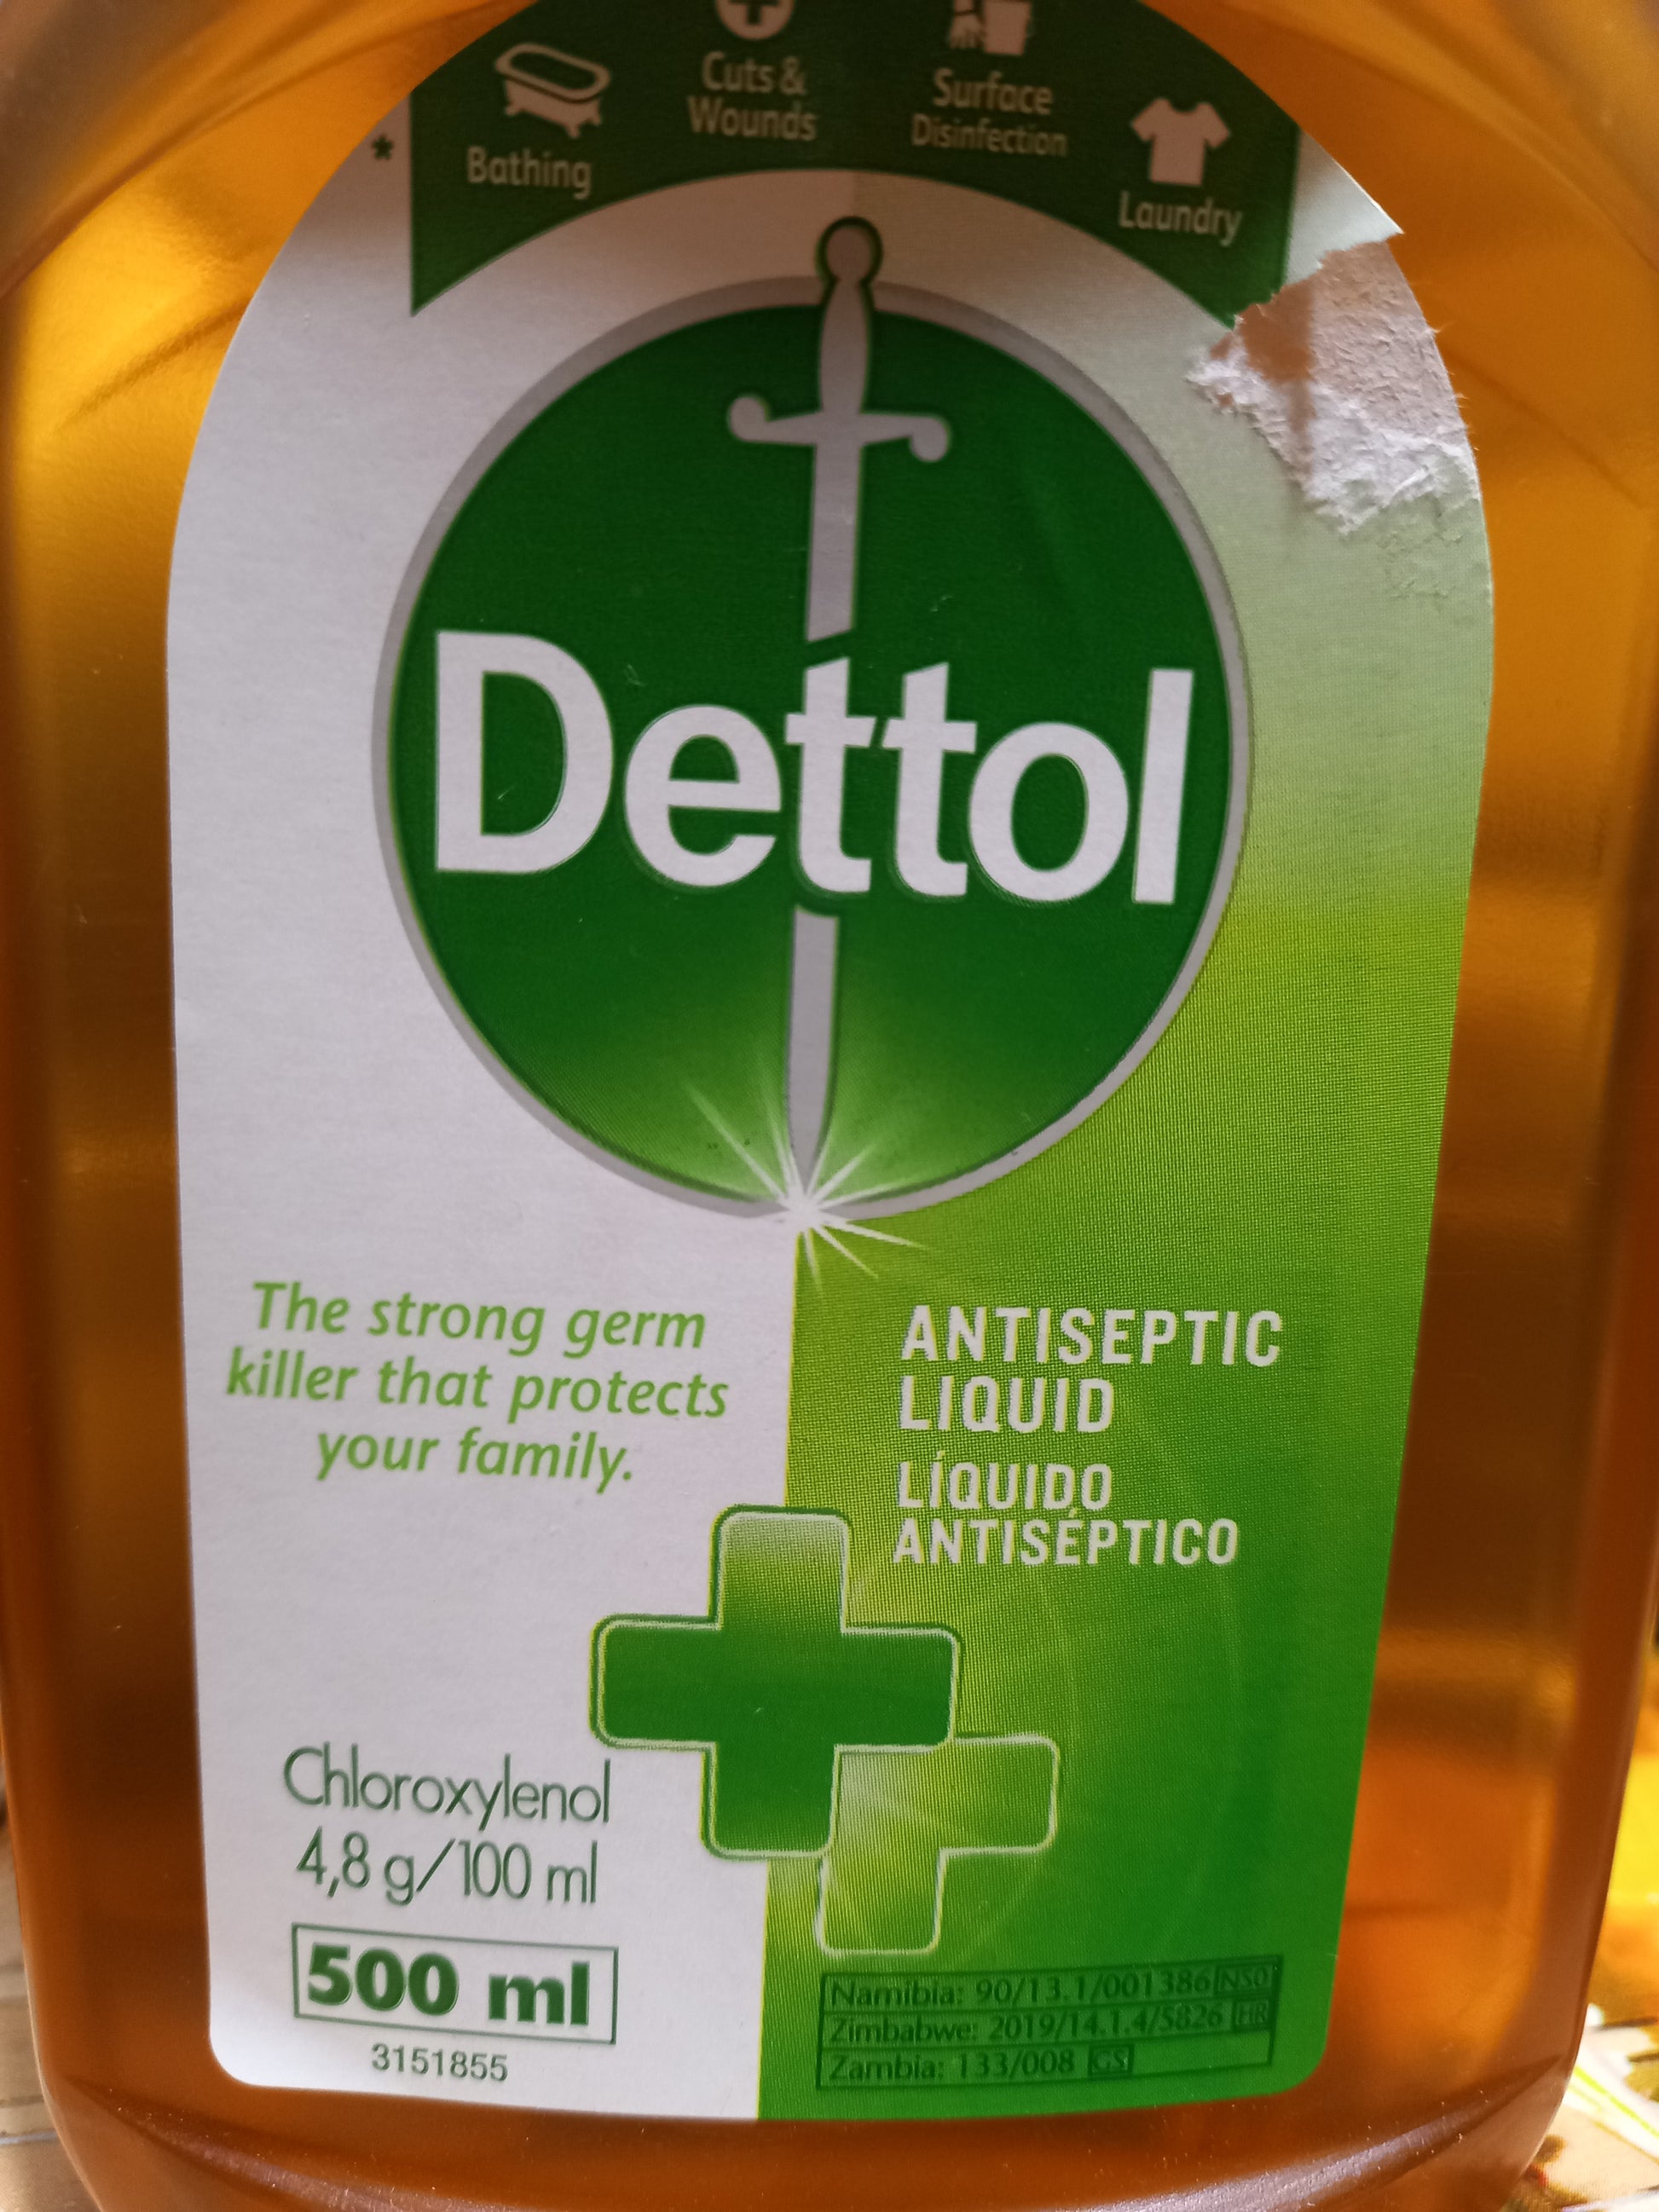 Cuts &
Wounds
Surface
Disinfection
*
Bathing
Laundry
Dettol
The strong germ
killer that protects
your family.
ANTISEPTIC
LIQUID
LÍQUIDO
ANTISÉPTICO
Chloroxylenol
4,8 g/100 ml
500 ml
3151855
Namibia: 90/13.1/001386 NS0
Zimbabwe: 2019/14.1.4/5826 HR
Zambia: 133/008 GS